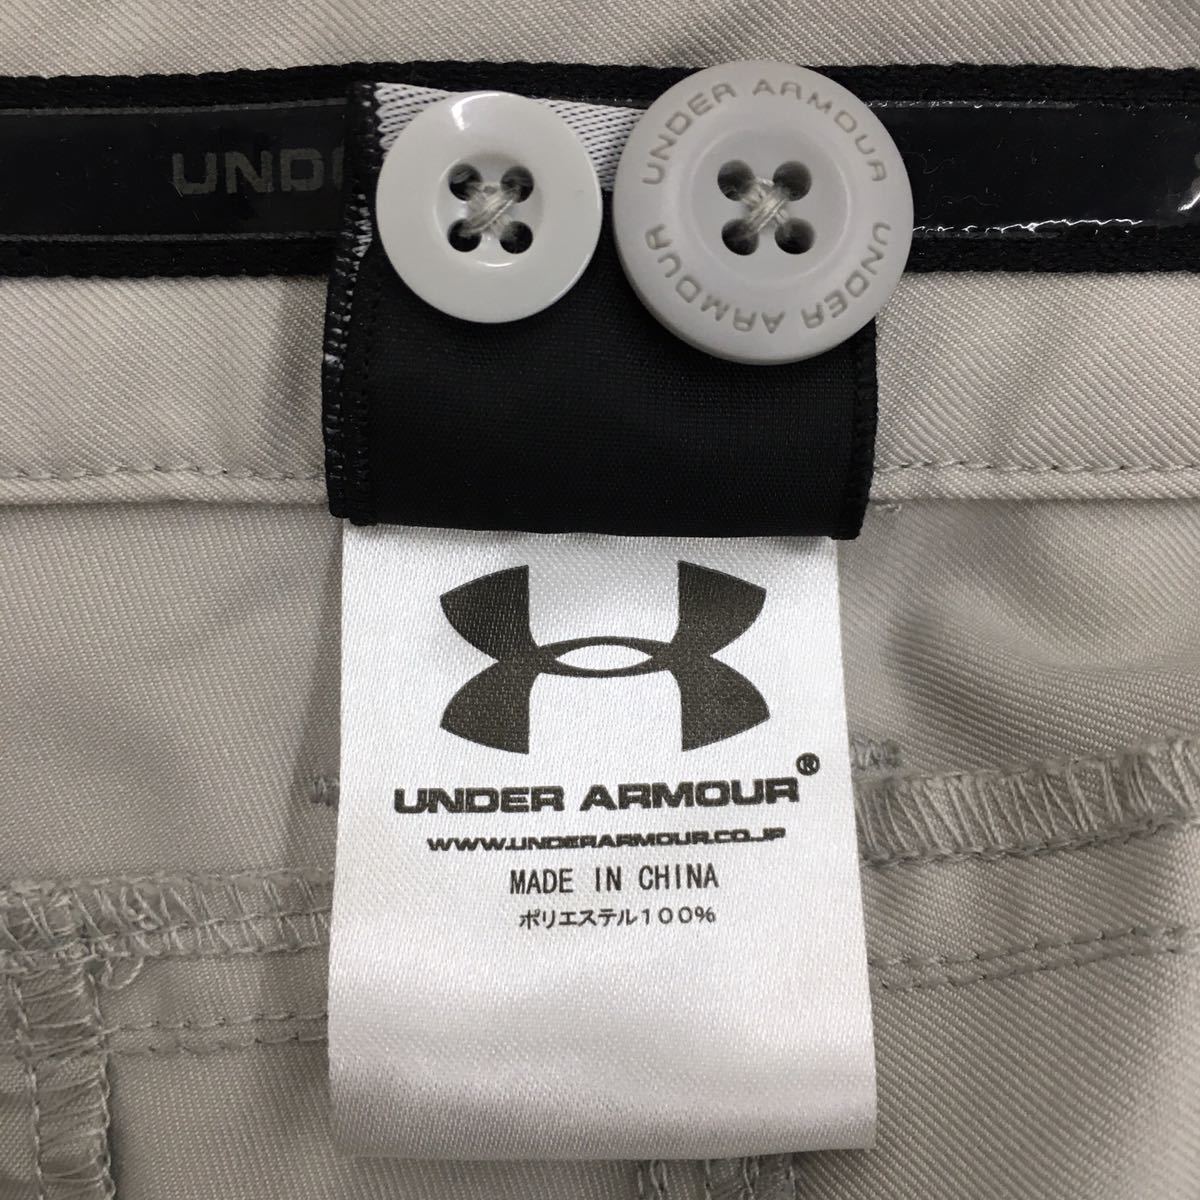 UND
UNDER ARMOUR
UNDER ARMOUR
UNDER ARMOUR®
WWW.UNDERARMOUR.CO.JP
MADE IN CHINA
ポリエステル100%